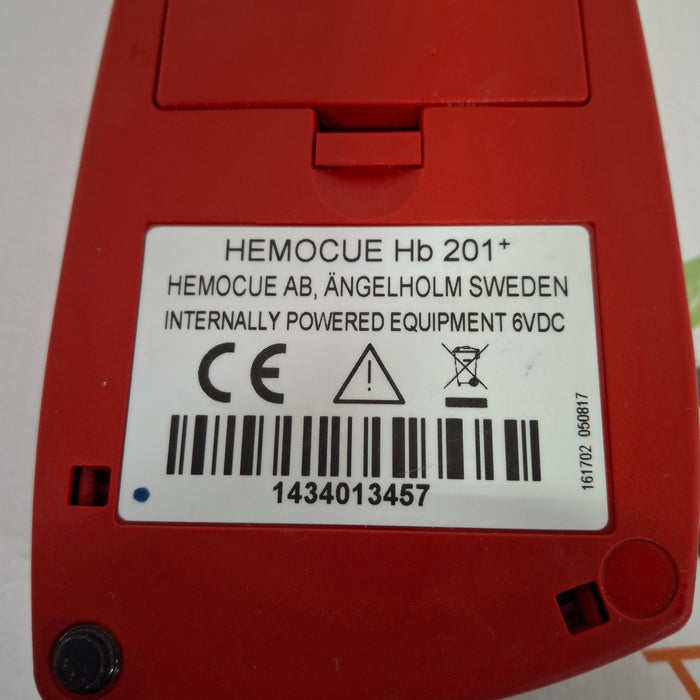 HEMOCUE Hb 201+
HEMOCUE AB, ÄNGELHOLM SWEDEN
INTERNALLY POWERED EQUIPMENT 6VDC
CE
1434013457
161702 050817